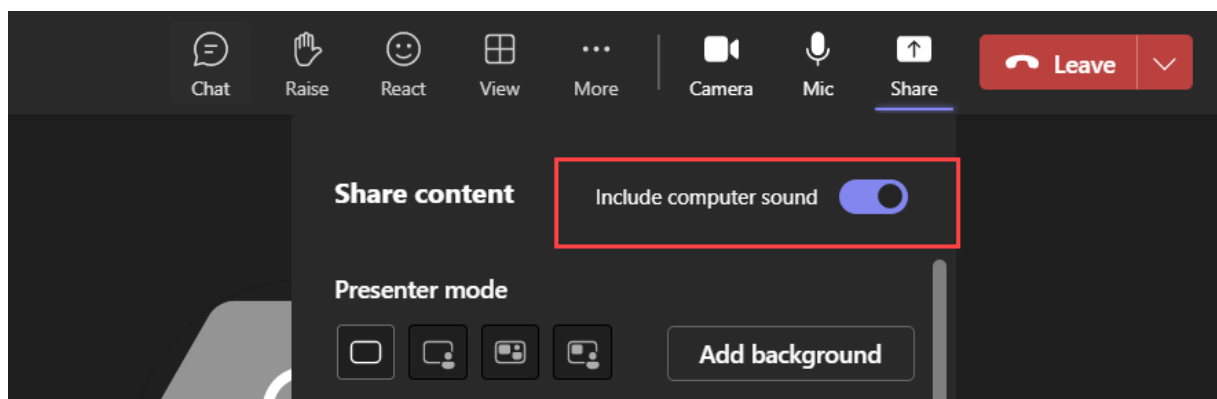 Chat Raise React View More Camera Mic Share Leave
Share content Include computer sound
Presenter mode
Add background